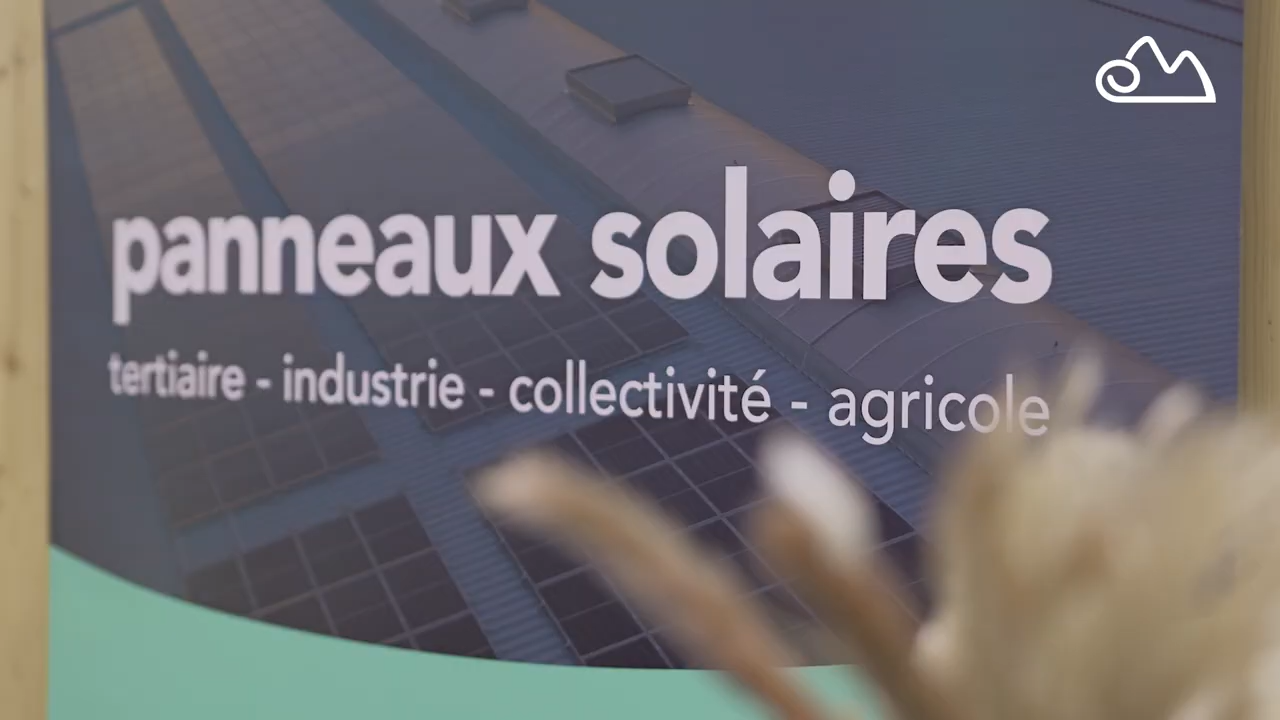 panneaux solaires
tertiaire - industrie - collectivité - agricole